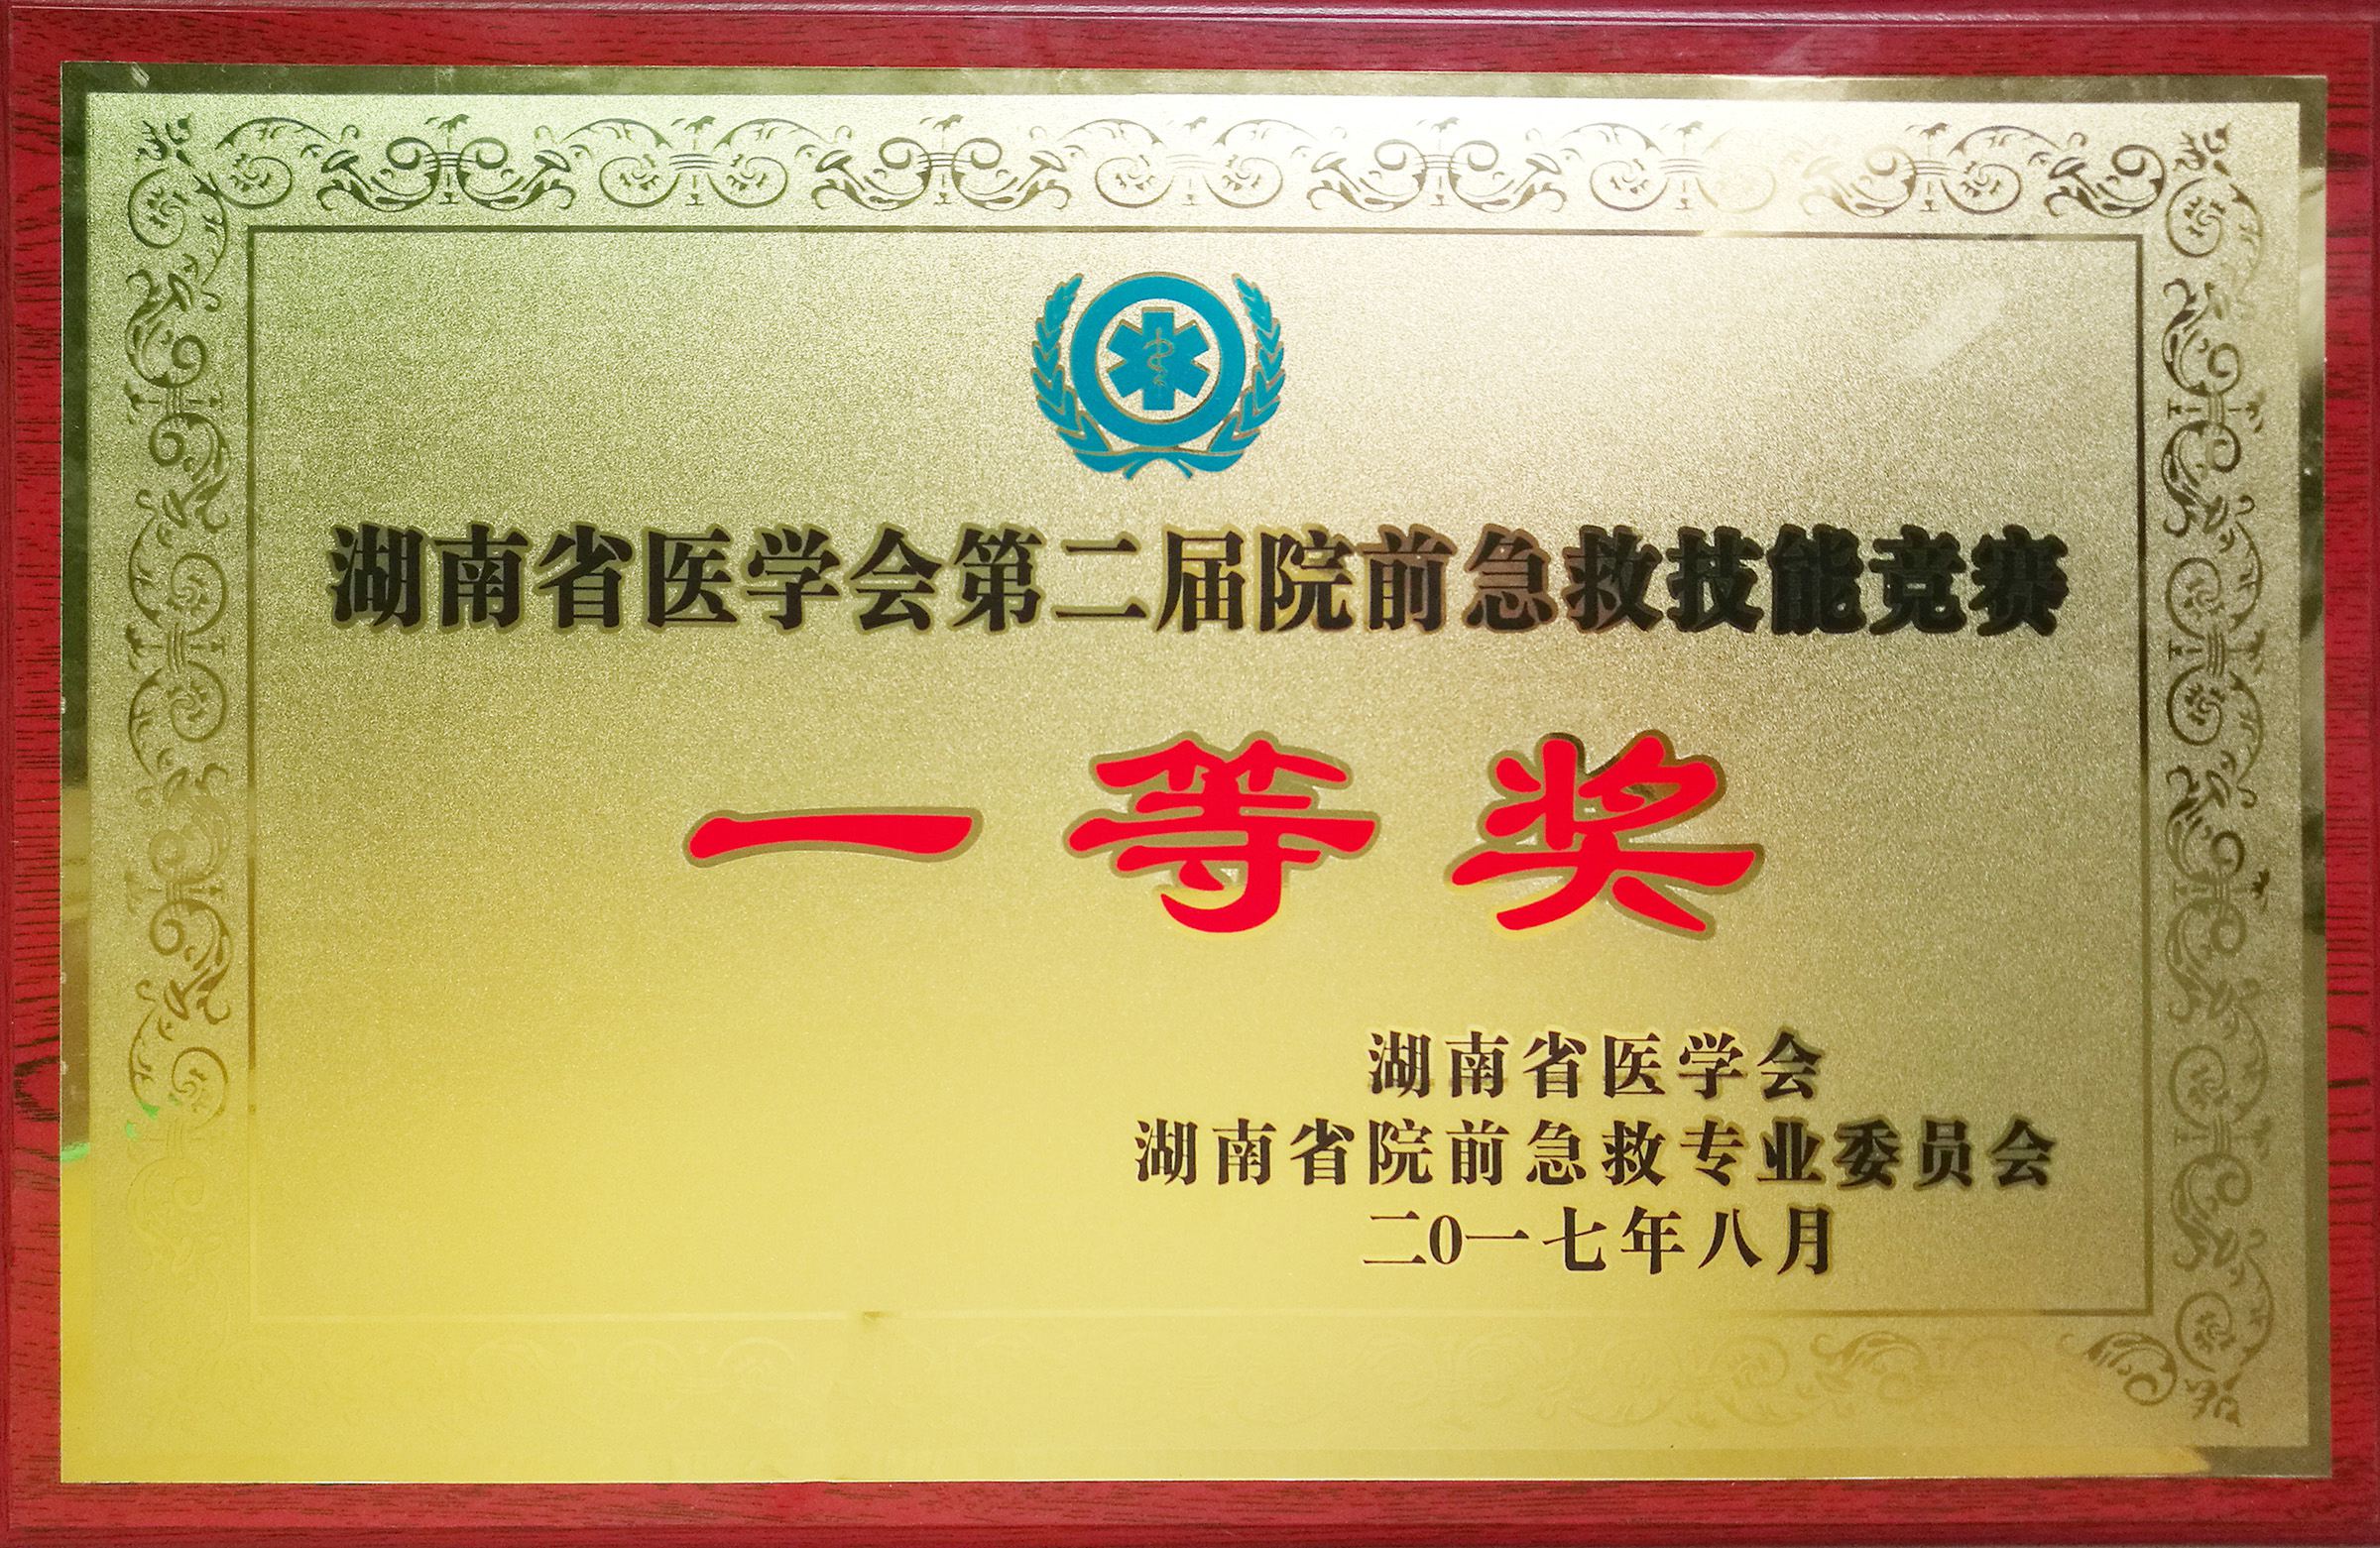 湖南省医学会第二届院前急救技能竞赛
一等奖
湖南省医学会
湖南省院前急救专业委员会
二0一七年八月